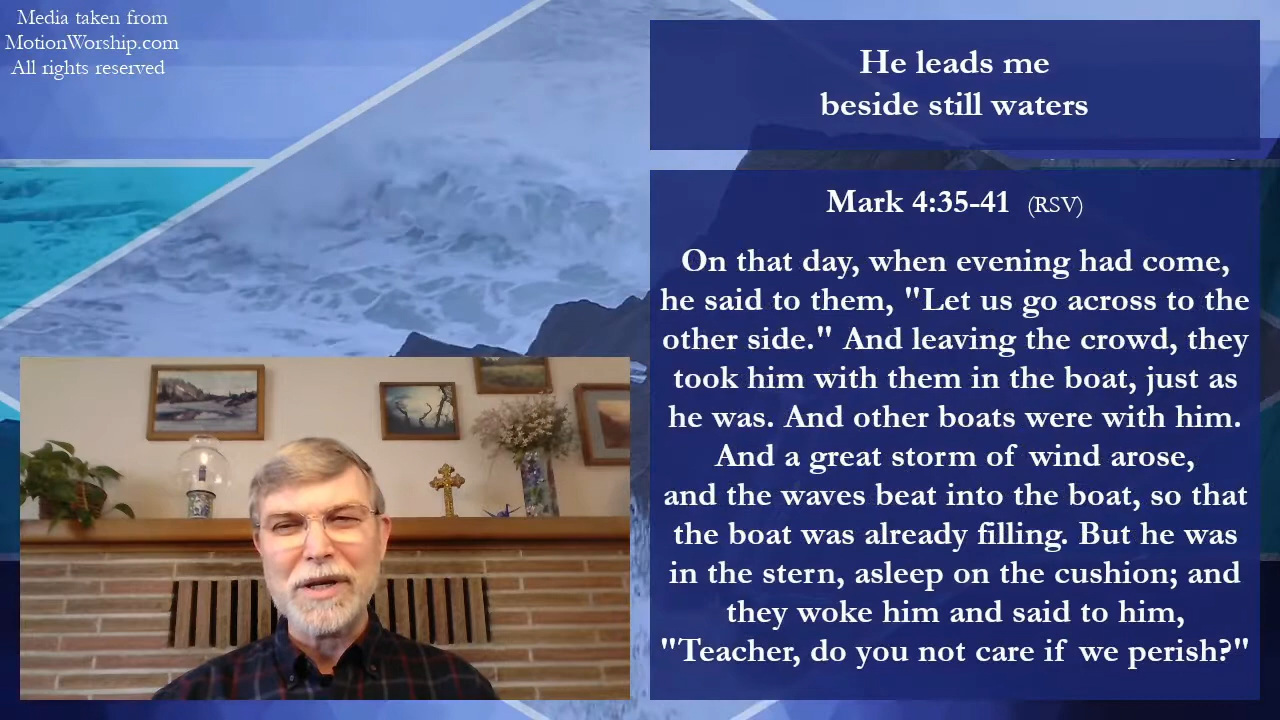 Media taken from
MotionWorship.com
All rights reserved
He leads me
beside still waters
Mark 4:35-41 (RSV)
On that day, when evening had come,
he said to them, "Let us go across to the
other side." And leaving the crowd, they
took him with them in the boat, just as
he was. And other boats were with him.
And a great storm of wind arose,
and the waves beat into the boat, so that
the boat was already filling. But he was
in the stern, asleep on the cushion; and
they woke him and said to him,
"Teacher, do you not care if we perish?"